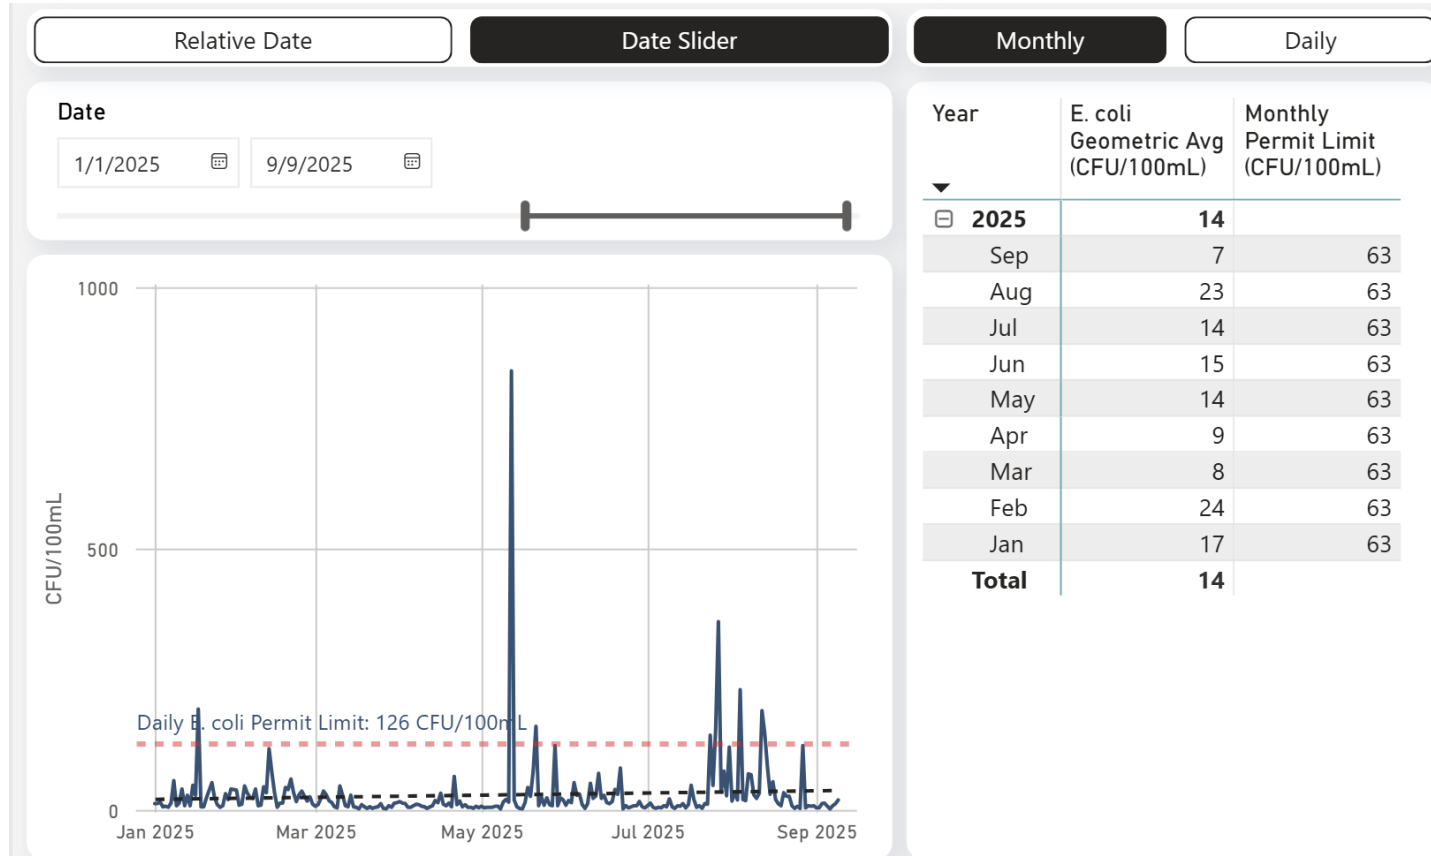 Relative Date
Date Slider
Monthly
Daily
Date
1/1/2025
9/9/2025
1000
500
0
CFU/100mL
Daily E. coli Permit Limit: 126 CFU/100mL
Jan 2025
Mar 2025
May 2025
Jul 2025
Sep 2025
Year
E. coli
Geometric Avg
(CFU/100mL)
Monthly
Permit Limit
(CFU/100mL)
2025 14
Sep 7 63
Aug 23 63
Jul 14 63
Jun 15 63
May 14 63
Apr 9 63
Mar 8 63
Feb 24 63
Jan 17 63
Total 14